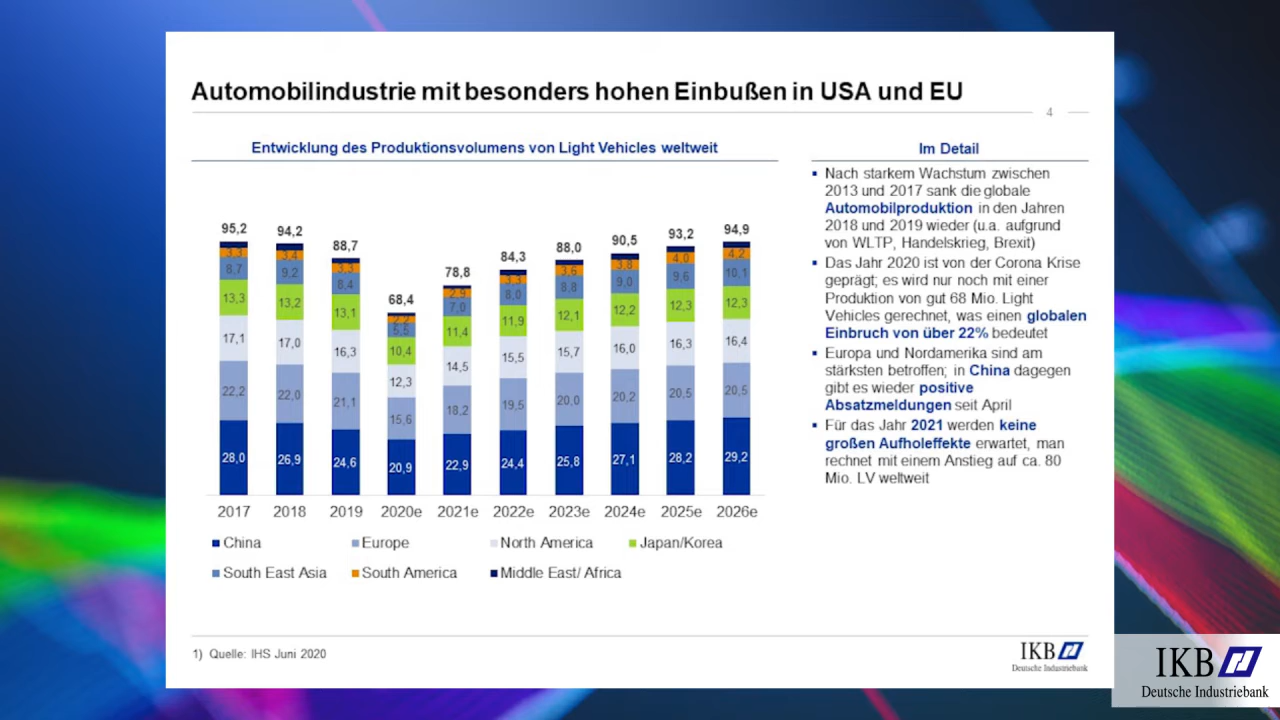 Automobilindustrie mit besonders hohen Einbußen in USA und EU
4
Entwicklung des Produktionsvolumens von Light Vehicles weltweit
95,2 94,2 88,7 68,4 78,8 84,3 88,0 90,5 93,2 94,9
3,3 3,4 3,3 2,2 2,9 3,3 3,6 3,8 4,0 4,2
8,7 9,2 8,4 5,5 7,0 8,0 8,8 9,0 9,6 10,1
13,3 13,2 13,1 10,4 11,4 11,9 12,1 12,2 12,3 12,3
17,1 17,0 16,3 12,3 14,5 15,5 15,7 16,0 16,3 16,4
22,2 22,0 21,1 15,6 18,2 19,5 20,0 20,2 20,5 20,5
28,0 26,9 24,6 20,9 22,9 24,4 25,8 27,1 28,2 29,2
2017 2018 2019 2020e 2021e 2022e 2023e 2024e 2025e 2026e
China Europe North America Japan/Korea
South East Asia South America Middle East/ Africa
Im Detail
▪ Nach starkem Wachstum zwischen
2013 und 2017 sank die globale
Automobilproduktion in den Jahren
2018 und 2019 wieder (u.a. aufgrund
von WLTP, Handelskrieg, Brexit)
▪ Das Jahr 2020 ist von der Corona Krise
geprägt; es wird nur noch mit einer
Produktion von gut 68 Mio. Light
Vehicles gerechnet, was einen globalen
Einbruch von über 22% bedeutet
▪ Europa und Nordamerika sind am
stärksten betroffen; in China dagegen
gibt es wieder positive
Absatzmeldungen seit April
▪ Für das Jahr 2021 werden keine
großen Aufholeffekte erwartet, man
rechnet mit einem Anstieg auf ca. 80
Mio. LV weltweit
1) Quelle: IHS Juni 2020
IKB
Deutsche Industriebank
IKB
Deutsche Industriebank